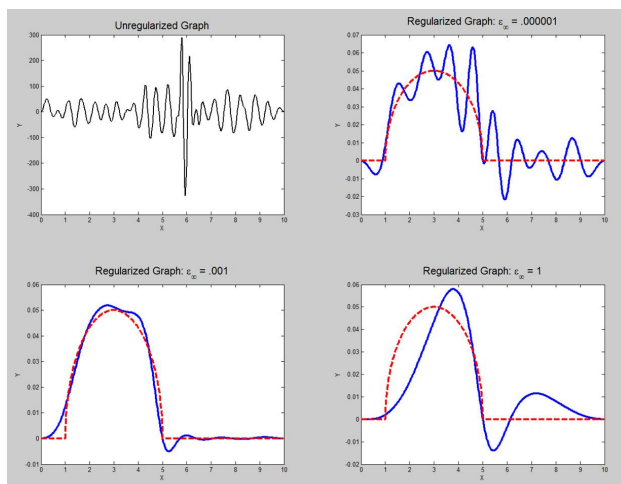 Unregularized Graph
300
200
100
0
-100
-200
-300
-400
0 1 2 3 4 5 6 7 8 9 10
X
Y
Regularized Graph: ε∞ = .000001
0.07
0.06
0.05
0.04
0.03
0.02
0.01
0
-0.01
-0.02
-0.03
0 1 2 3 4 5 6 7 8 9 10
X
Y
Regularized Graph: ε∞ = .001
0.06
0.05
0.04
0.03
0.02
0.01
0
-0.01
0 1 2 3 4 5 6 7 8 9 10
X
Y
Regularized Graph: ε∞ = 1
0.06
0.05
0.04
0.03
0.02
0.01
0
-0.01
-0.02
0 1 2 3 4 5 6 7 8 9 10
X
Y